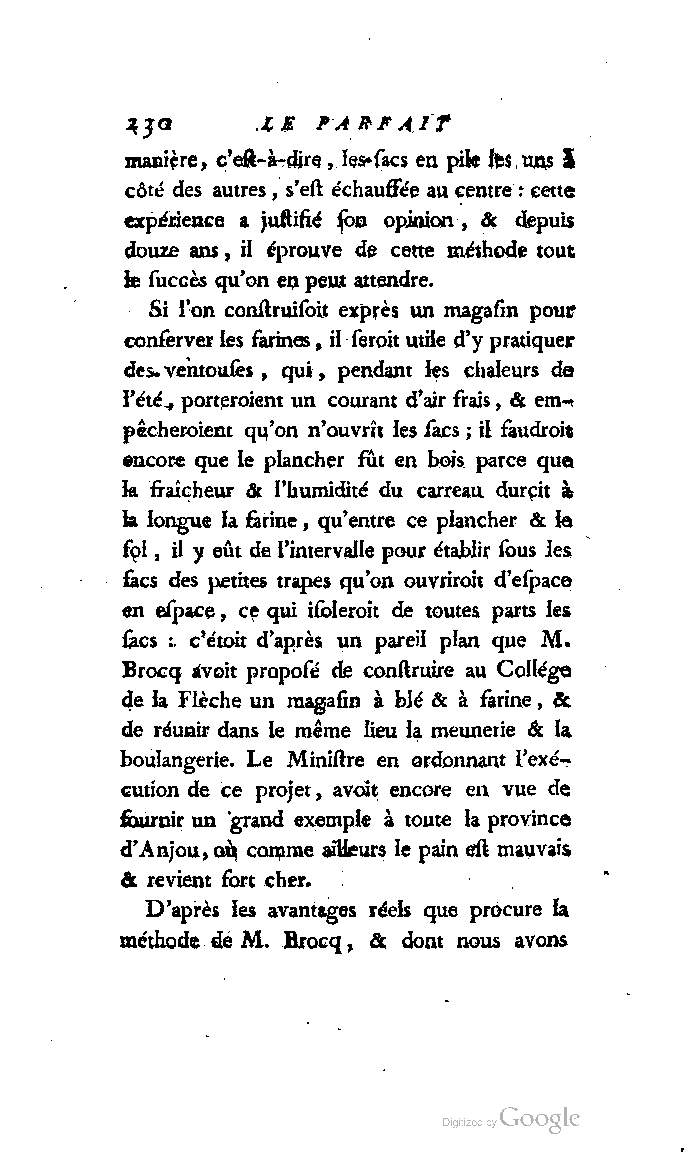 230 LE PARFAIT
manière, c'eſt-à-dire, les ſacs en pile les uns à
côté des autres, s'eſt échauffée au centre : cette
expérience a juſtifié ſon opinion, & depuis
douze ans, il éprouve de cette méthode tout
le ſuccès qu'on en peut attendre.
Si l'on conſtruiſoit exprès un magaſin pour
conſerver les farines, il ſeroit utile d'y pratiquer
des ventouſes, qui, pendant les chaleurs de
l'été, porteroient un courant d'air frais, & em-
pêcheroient qu'on n'ouvrît les ſacs ; il faudroit
encore que le plancher fût en bois parce que
la fraîcheur & l'humidité du carreau durçit à
la longue la farine, qu'entre ce plancher & le
ſol, il y eût de l'intervalle pour établir ſous les
ſacs des petites trapes qu'on ouvriroit d'eſpace
en eſpace, ce qui iſoleroit de toutes parts les
ſacs : c'étoit d'après un pareil plan que M.
Brocq avoit propoſé de conſtruire au Collége
de la Flèche un magaſin à blé & à farine, &
de réunir dans le même lieu la meunerie & la
boulangerie. Le Miniſtre en ordonnant l'exé-
cution de ce projet, avoit encore en vue de
fournir un grand exemple à toute la province
d'Anjou, où comme ailleurs le pain eſt mauvais
& revient fort cher.
D'après les avantages réels que procure la
méthode de M. Brocq, & dont nous avons
Digitized by Google